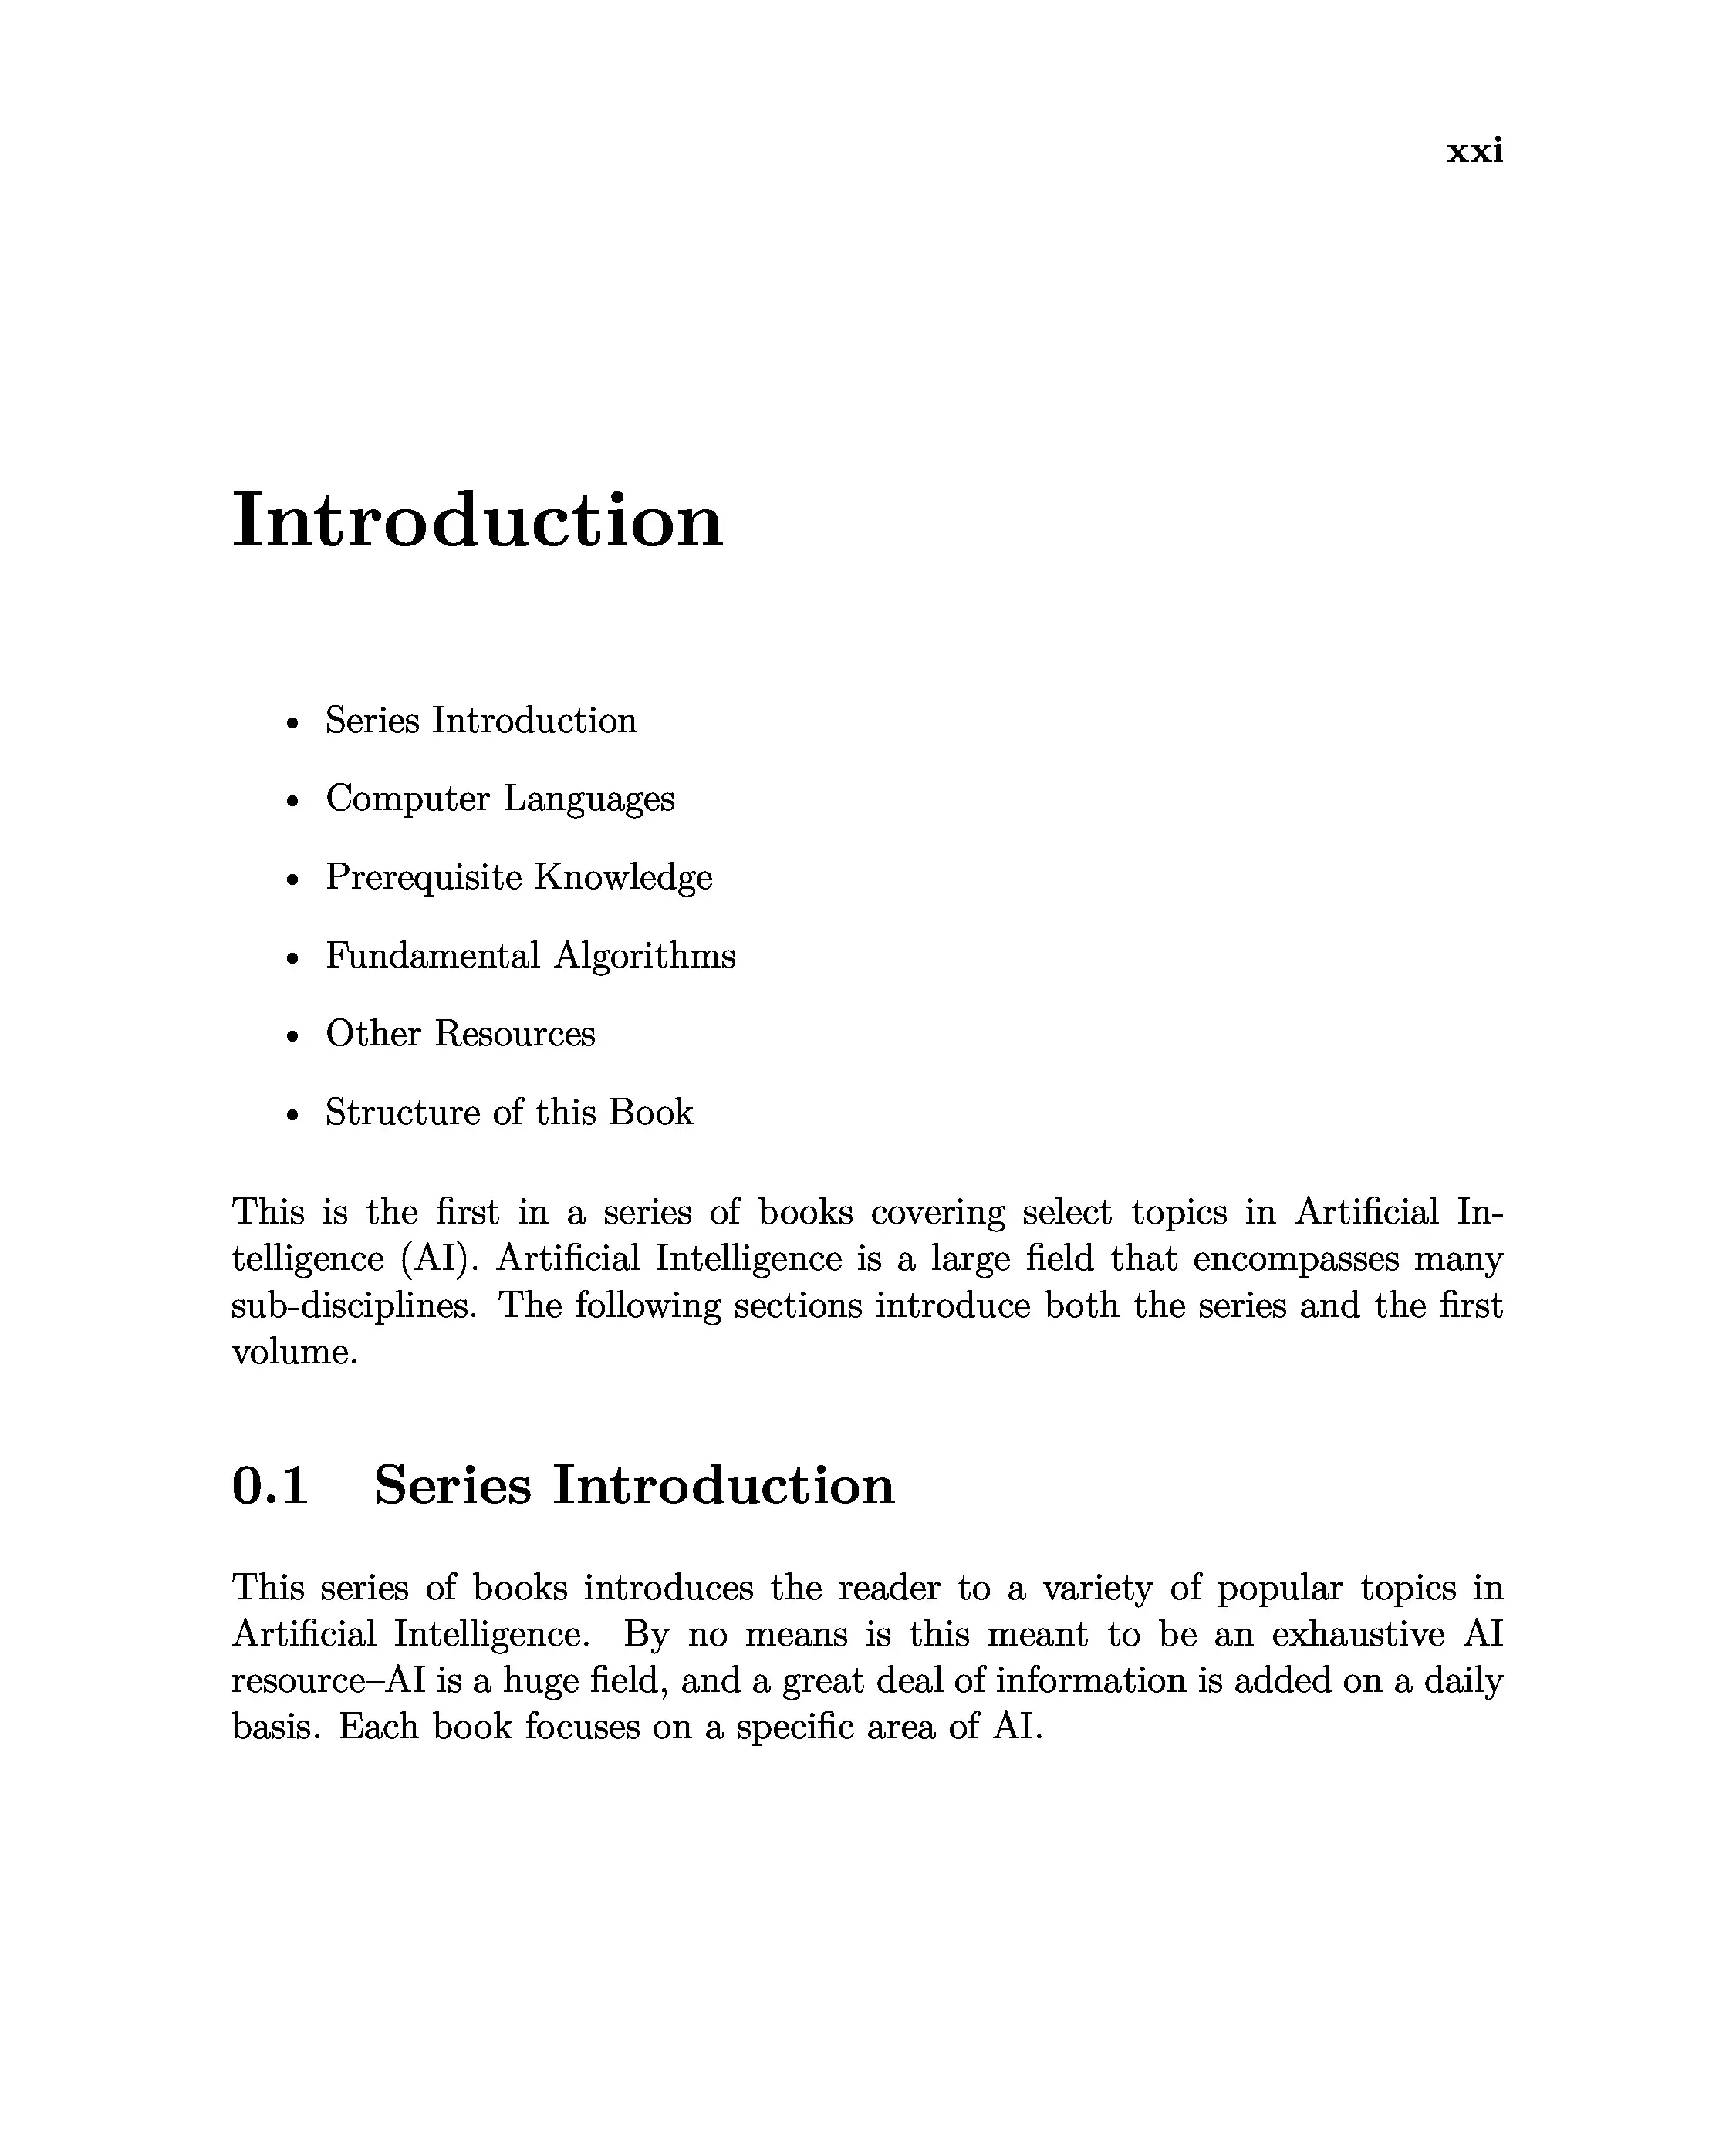 xxi
Introduction
• Series Introduction
• Computer Languages
• Prerequisite Knowledge
• Fundamental Algorithms
• Other Resources
• Structure of this Book
This is the first in a series of books covering select topics in Artificial In-
telligence (AI). Artificial Intelligence is a large field that encompasses many
sub-disciplines. The following sections introduce both the series and the first
volume.
0.1 Series Introduction
This series of books introduces the reader to a variety of popular topics in
Artificial Intelligence. By no means is this meant to be an exhaustive AI
resource–AI is a huge field, and a great deal of information is added on a daily
basis. Each book focuses on a specific area of AI.